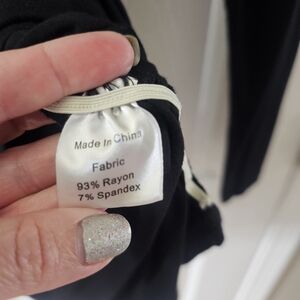 Made In China
Fabric
93% Rayon
7% Spandex